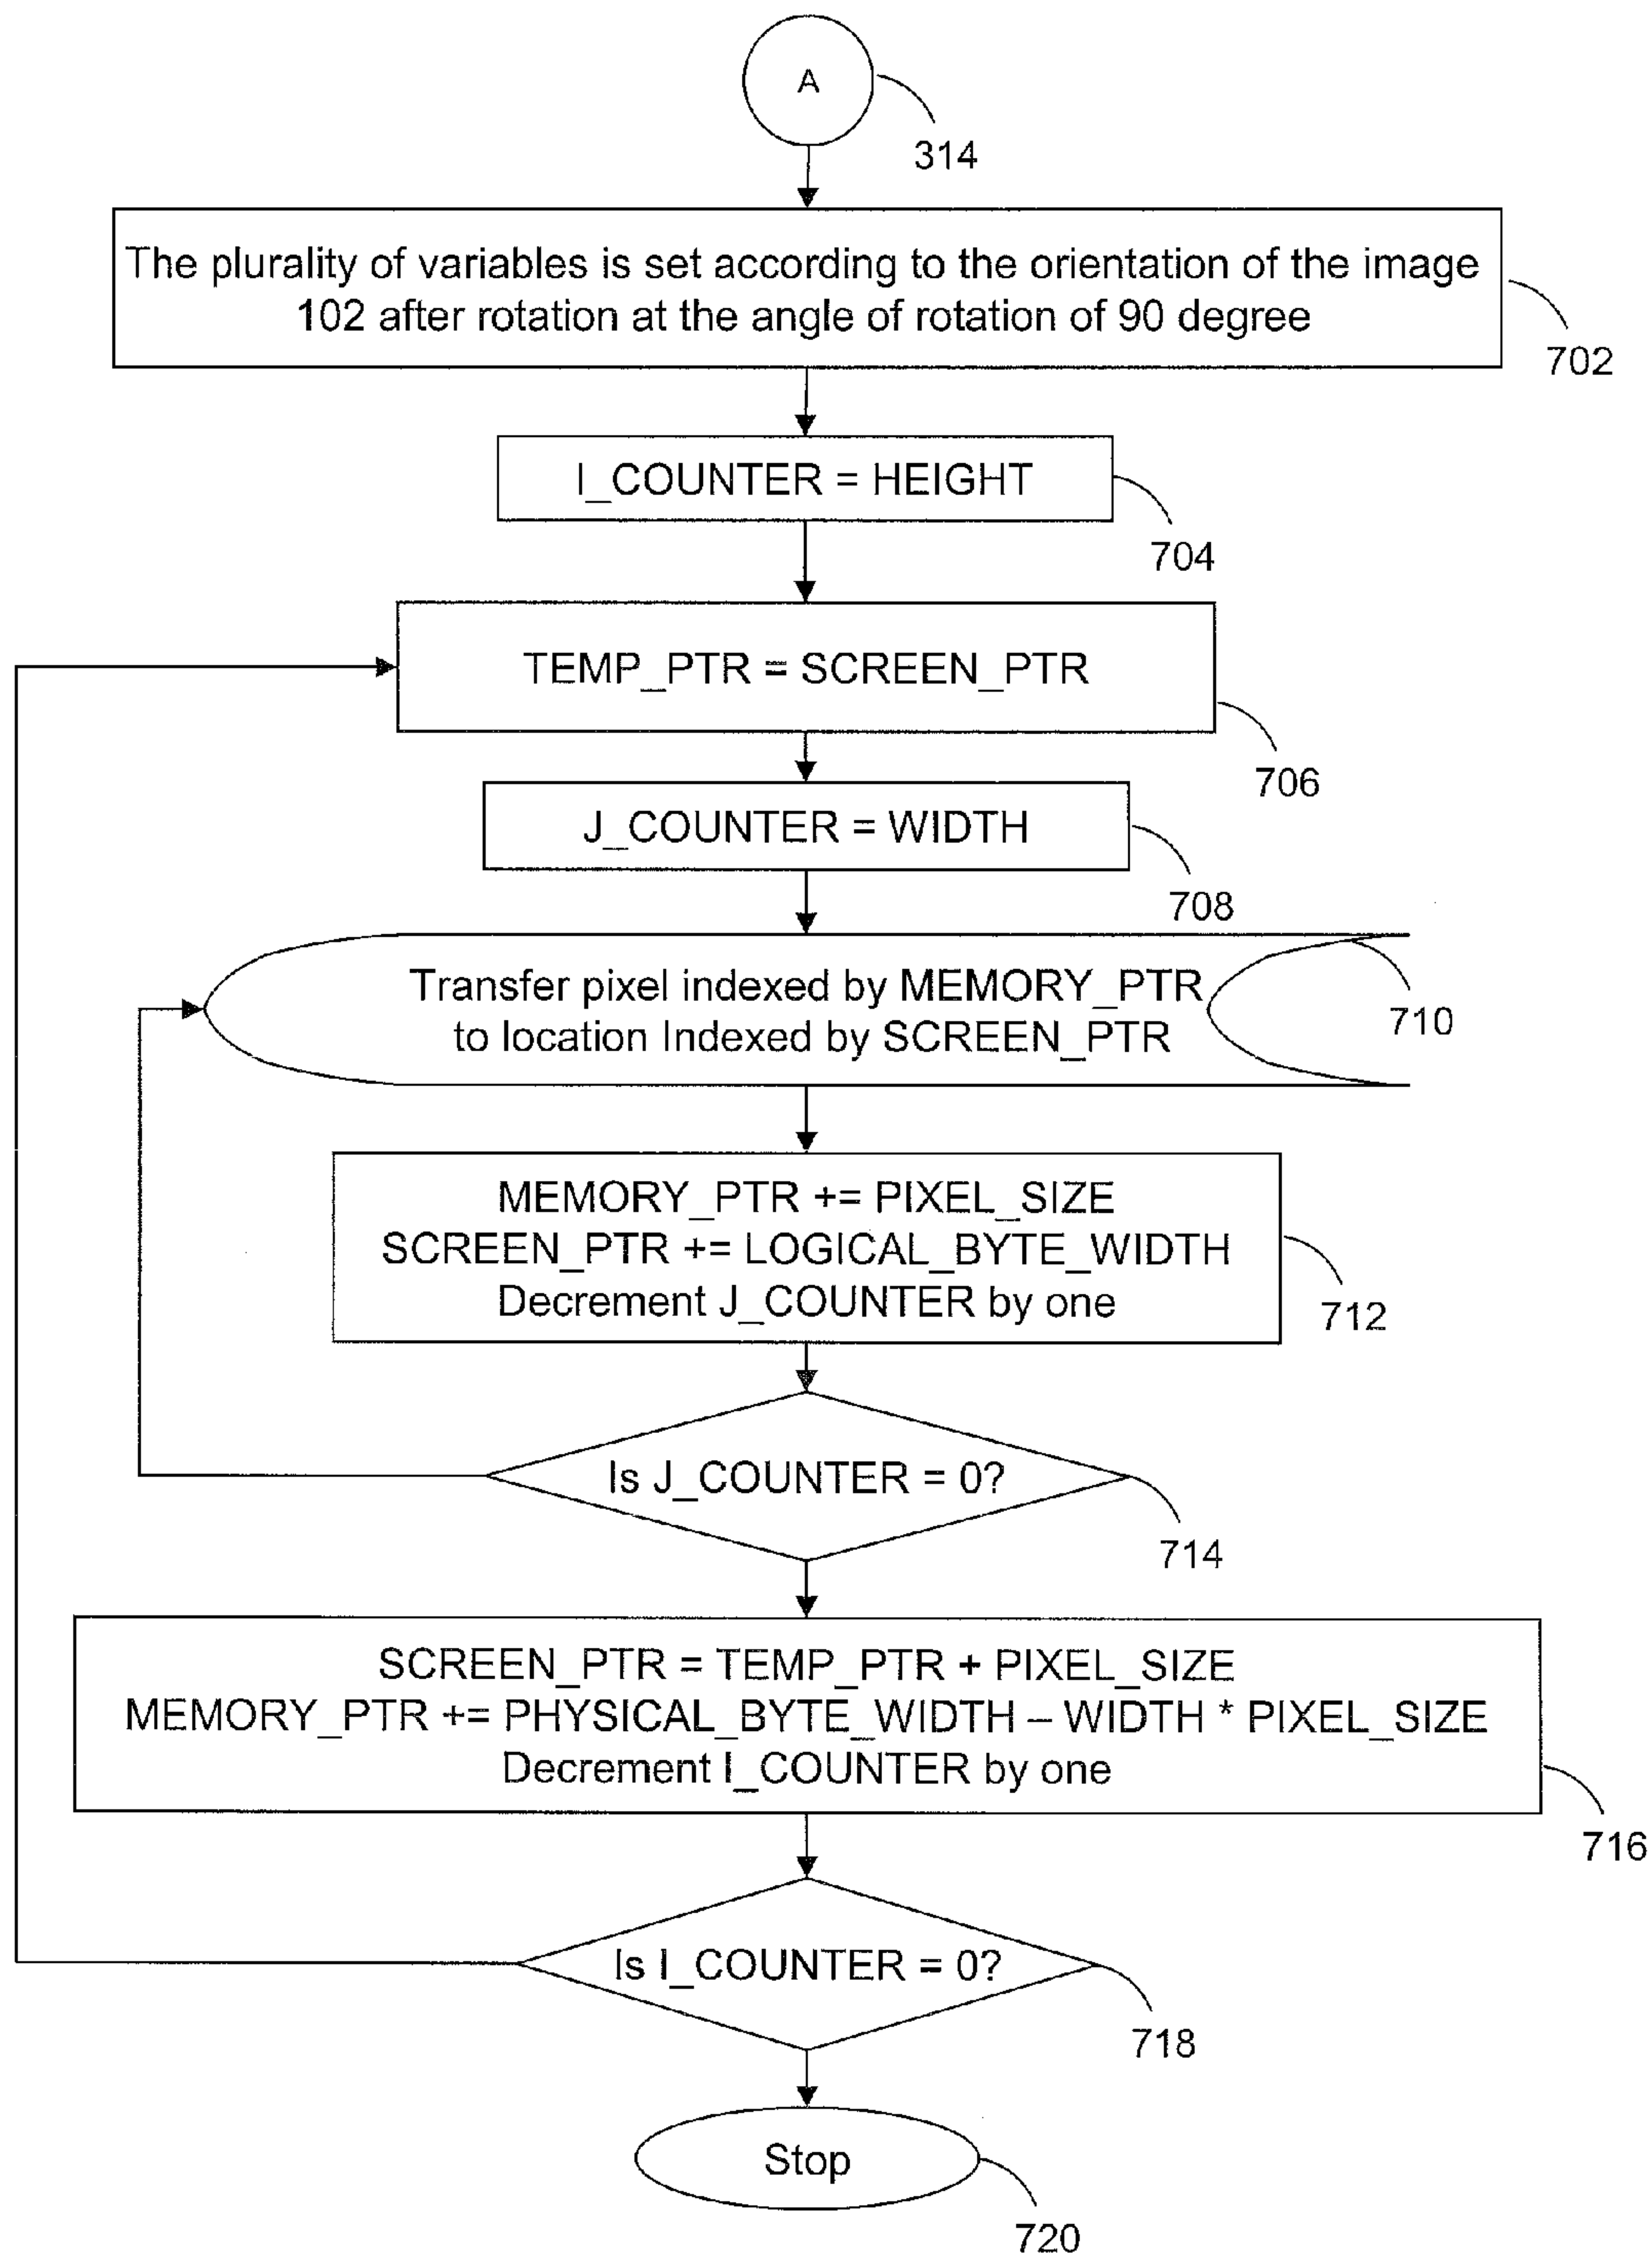 A
314
The plurality of variables is set according to the orientation of the image
102 after rotation at the angle of rotation of 90 degree
702
I_COUNTER = HEIGHT
704
TEMP_PTR = SCREEN_PTR
706
J_COUNTER = WIDTH
708
Transfer pixel indexed by MEMORY_PTR
to location Indexed by SCREEN_PTR
710
MEMORY_PTR += PIXEL_SIZE
SCREEN_PTR += LOGICAL_BYTE_WIDTH
Decrement J_COUNTER by one
712
Is J_COUNTER = 0?
714
SCREEN_PTR = TEMP_PTR + PIXEL_SIZE
MEMORY_PTR += PHYSICAL_BYTE_WIDTH – WIDTH * PIXEL_SIZE
Decrement I_COUNTER by one
716
Is I_COUNTER = 0?
718
Stop
720